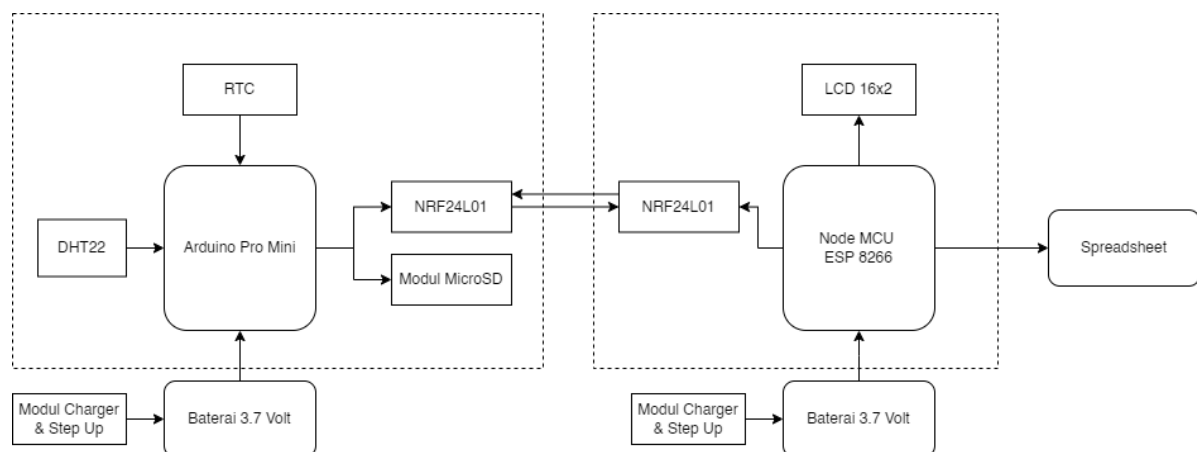 RTC
LCD 16x2
NRF24L01
NRF24L01
DHT22
Arduino Pro Mini
Node MCU
ESP 8266
Spreadsheet
Modul MicroSD
Modul Charger
& Step Up
Baterai 3.7 Volt
Modul Charger
& Step Up
Baterai 3.7 Volt